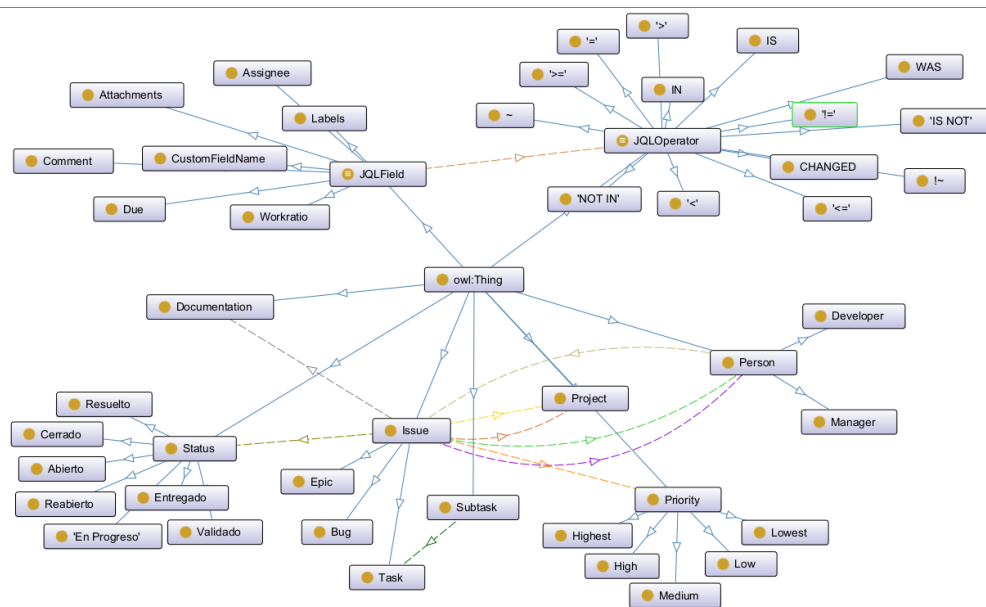 '>'
'='
IS
Assignee
'>='
WAS
Attachments
IN
Labels
~
'!='
'IS NOT'
JQLOperator
Comment
CustomFieldName
JQLField
CHANGED
!~
Due
Workratio
'NOT IN'
'<'
'<='
owl:Thing
Documentation
Developer
Person
Resuelto
Project
Cerrado
Status
Issue
Manager
Abierto
Epic
Reabierto
Entregado
Subtask
Priority
'En Progreso'
Validado
Bug
Highest
Lowest
High
Low
Task
Medium